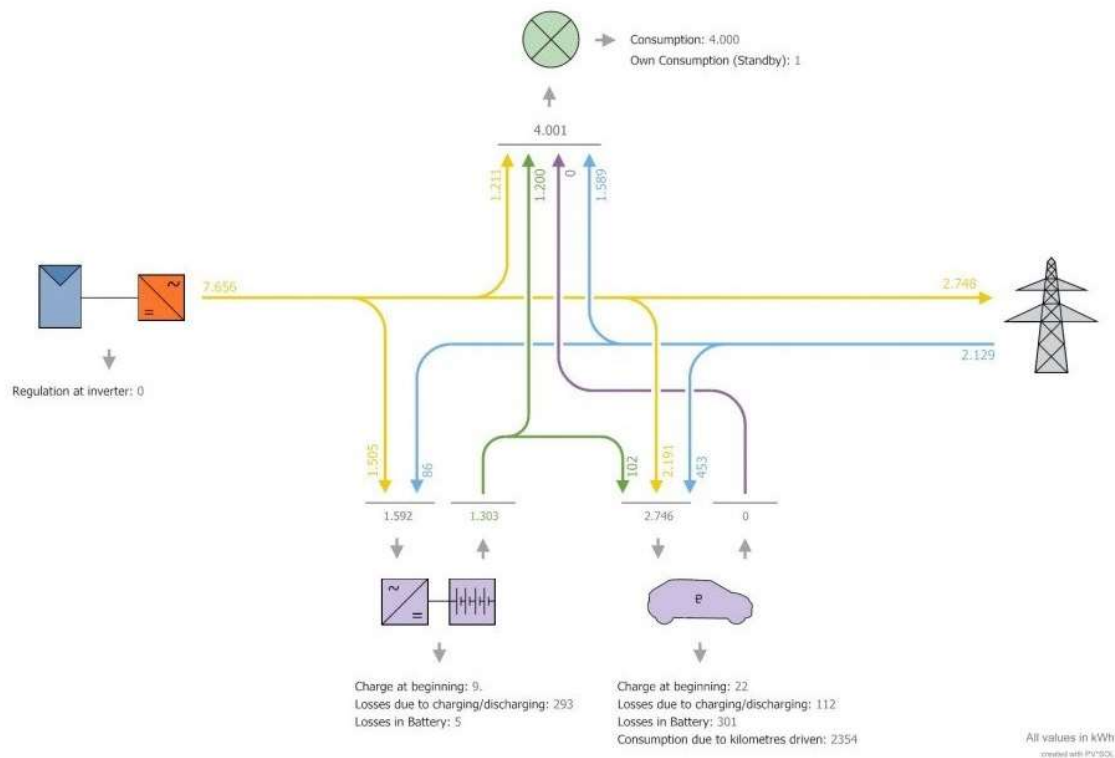 Consumption: 4.000
Own Consumption (Standby): 1
4.001
1.211
1.200
0
1.589
7.656
2.748
2.129
Regulation at inverter: 0
1.505
86
102
2.191
453
1.592
1.303
2.746
0
e
Charge at beginning: 9.
Losses due to charging/discharging: 293
Losses in Battery: 5
Charge at beginning: 22
Losses due to charging/discharging: 112
Losses in Battery: 301
Consumption due to kilometres driven: 2354
All values in kWh
created with PV*SOL